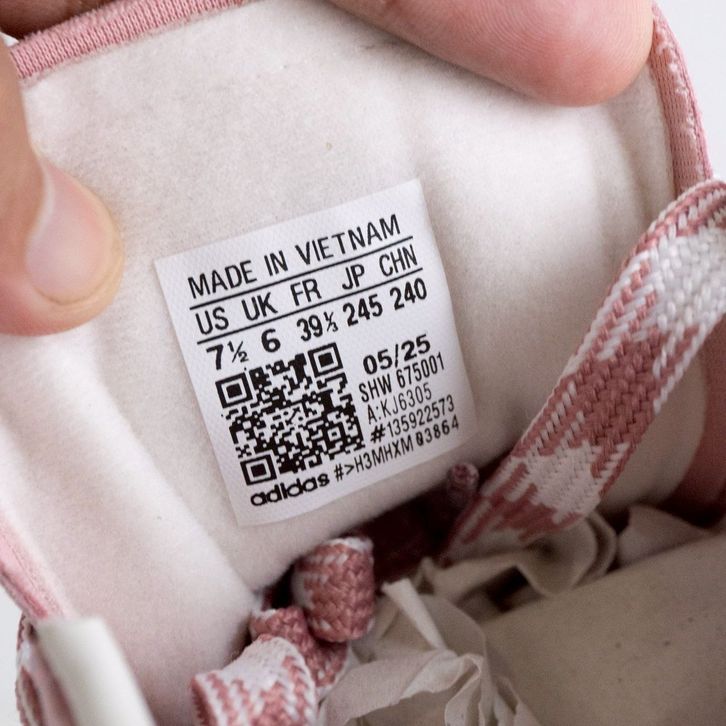 MADE IN VIETNAM
US UK FR JP CHN
7½ 6 39⅓ 245 240
05/25
SHW 675001
A:KJ6305
#135922573
adidas #>H3MHXM 03864